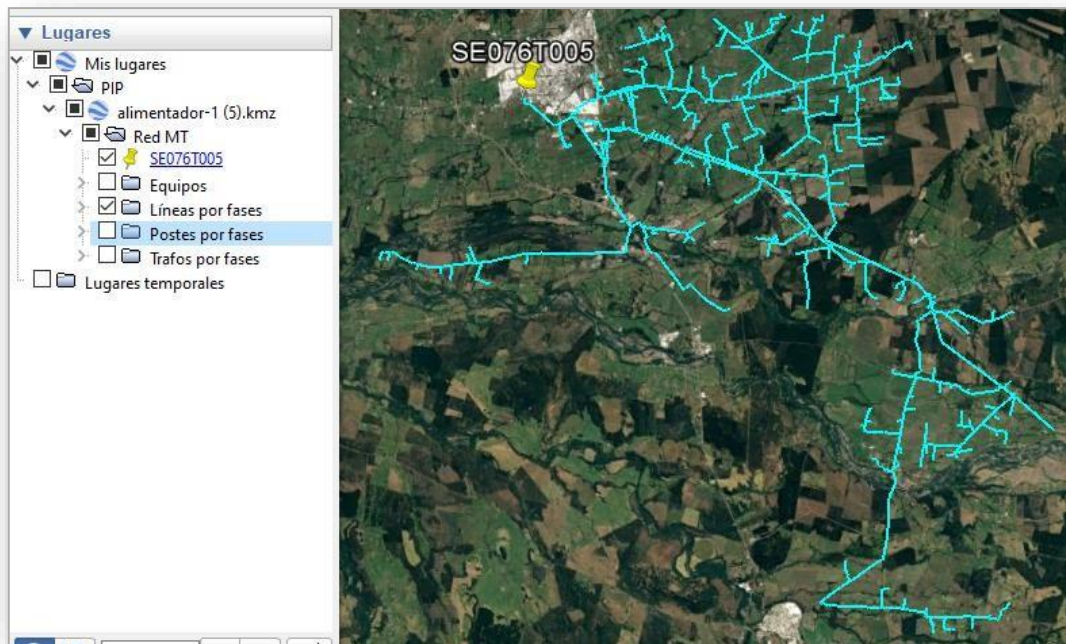 Lugares
Mis lugares
PIP
alimentador-1 (5).kmz
Red MT
SE076T005
Equipos
Líneas por fases
Postes por fases
Trafos por fases
Lugares temporales
SE076T005